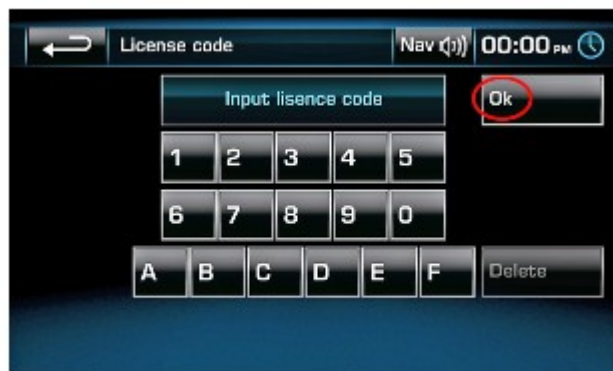 License code Nav 00:00 PM
Input lisence code Ok
1 2 3 4 5
6 7 8 9 0
A B C D E F Delete